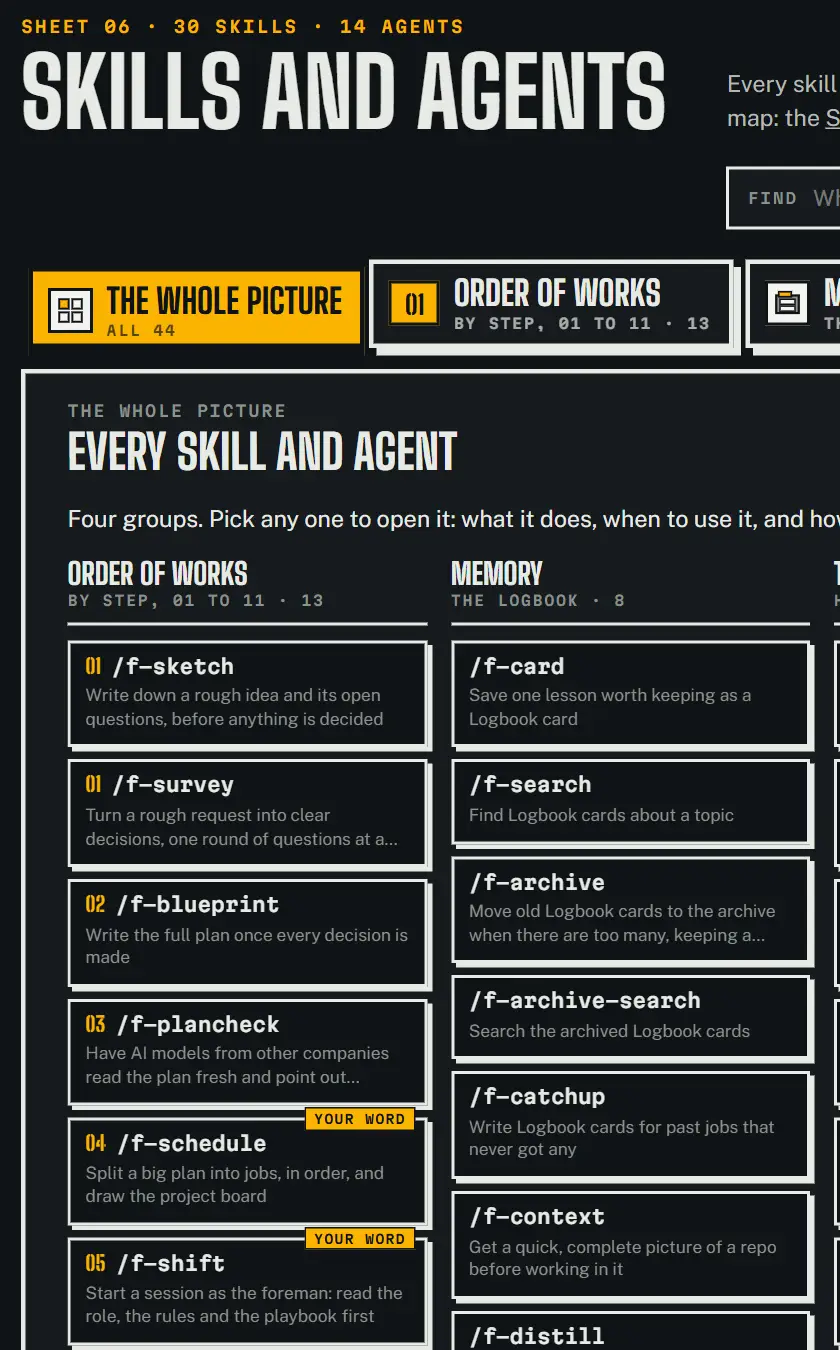 SHEET 06 · 30 SKILLS · 14 AGENTS
SKILLS AND AGENTS
Every skill
map: the S
FIND
THE WHOLE PICTURE
ALL 44
01 ORDER OF WORKS
BY STEP, 01 TO 11 · 13
THE WHOLE PICTURE
EVERY SKILL AND AGENT
Four groups. Pick any one to open it: what it does, when to use it, and how
ORDER OF WORKS
BY STEP, 01 TO 11 · 13
01 /f-sketch
Write down a rough idea and its open
questions, before anything is decided
01 /f-survey
Turn a rough request into clear
decisions, one round of questions at a...
02 /f-blueprint
Write the full plan once every decision is
made
03 /f-plancheck
Have AI models from other companies
read the plan fresh and point out...
YOUR WORD
04 /f-schedule
Split a big plan into jobs, in order, and
draw the project board
YOUR WORD
05 /f-shift
Start a session as the foreman: read the
role, the rules and the playbook first
MEMORY
THE LOGBOOK · 8
/f-card
Save one lesson worth keeping as a
Logbook card
/f-search
Find Logbook cards about a topic
/f-archive
Move old Logbook cards to the archive
when there are too many, keeping a...
/f-archive-search
Search the archived Logbook cards
/f-catchup
Write Logbook cards for past jobs that
never got any
/f-context
Get a quick, complete picture of a repo
before working in it
/f-distill